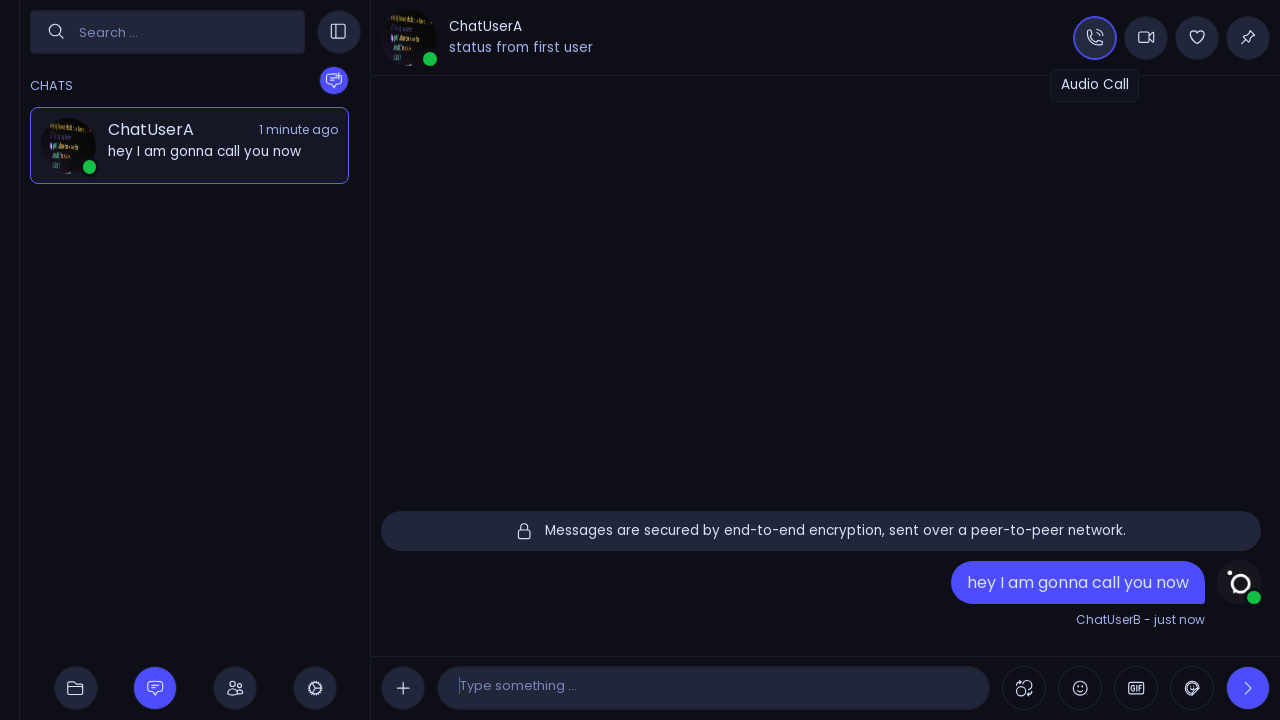 Search ...
CHATS
ChatUserA
1 minute ago
hey I am gonna call you now
ChatUserA
status from first user
Audio Call
Messages are secured by end-to-end encryption, sent over a peer-to-peer network.
hey I am gonna call you now
ChatUserB - just now
Type something ...
GIF